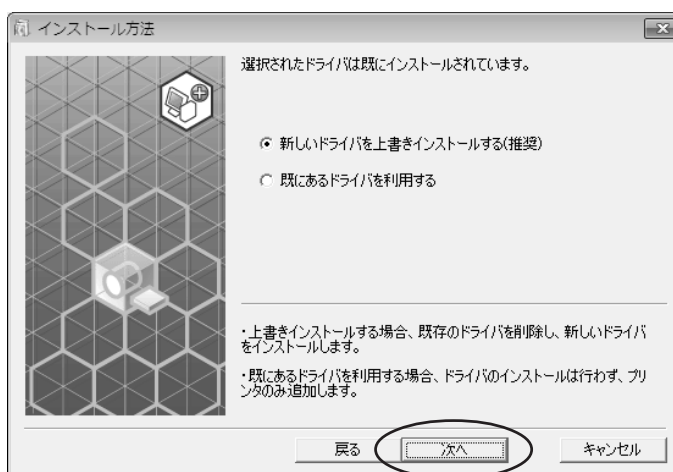 インストール方法
選択されたドライバは既にインストールされています。
新しいドライバを上書きインストールする(推奨)
既にあるドライバを利用する
・上書きインストールする場合、既存のドライバを削除し、新しいドライバ
をインストールします。
・既にあるドライバを利用する場合、ドライバのインストールは行わず、プリ
ンタのみ追加します。
戻る
次へ
キャンセル